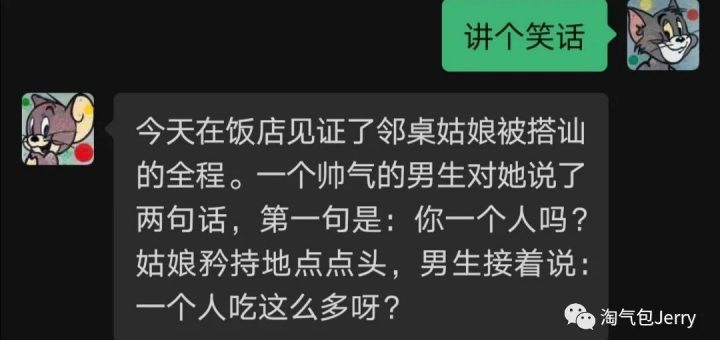 讲个笑话
今天在饭店见证了邻桌姑娘被搭讪
的全程。一个帅气的男生对她说了
两句话，第一句是：你一个人吗？
姑娘矜持地点点头，男生接着说：
一个人吃这么多呀？
淘气包Jerry